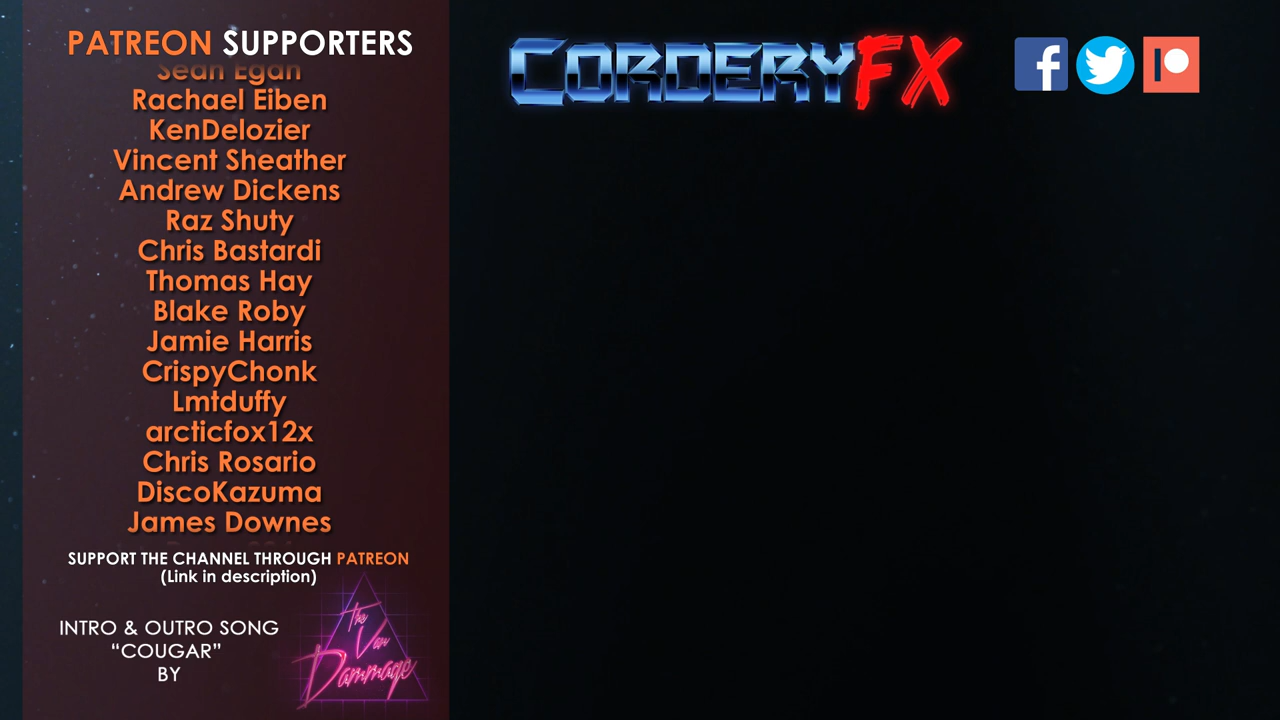 PATREON SUPPORTERS
Sean Egan
Rachael Eiben
KenDelozier
Vincent Sheather
Andrew Dickens
Raz Shuty
Chris Bastardi
Thomas Hay
Blake Roby
Jamie Harris
CrispyChonk
Lmtduffy
arcticfox12x
Chris Rosario
DiscoKazuma
James Downes
SUPPORT THE CHANNEL THROUGH PATREON
(Link in description)
INTRO & OUTRO SONG
“COUGAR”
BY
The
Van
Dammage
CORDERYFX